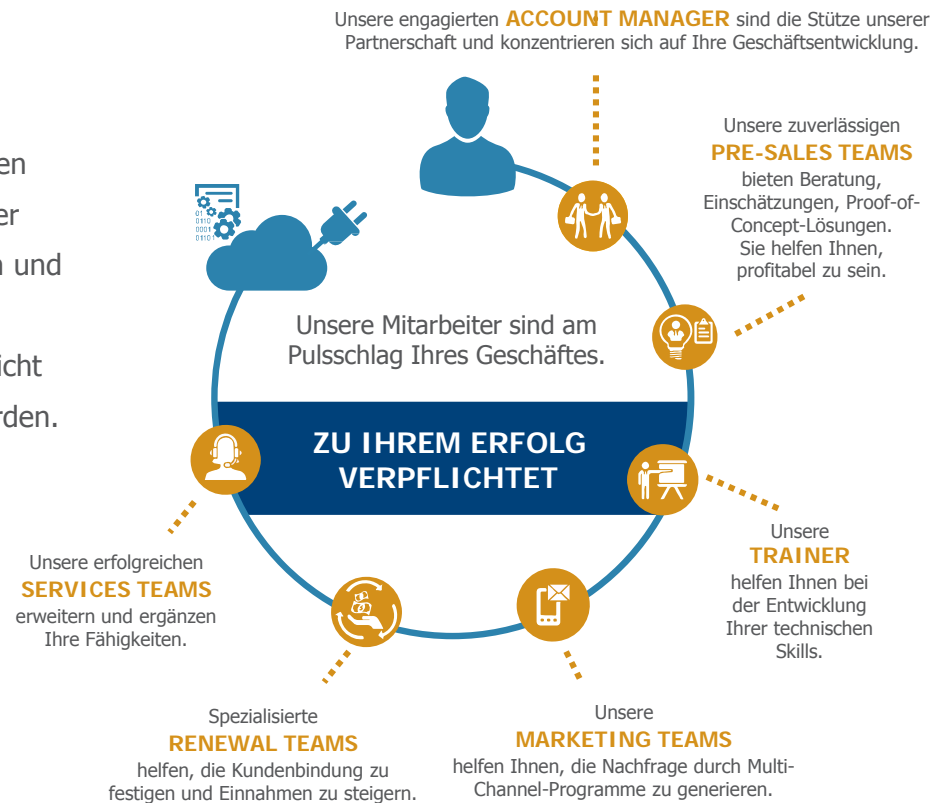 Unsere engagierten ACCOUNT MANAGER sind die Stütze unserer
Partnerschaft und konzentrieren sich auf Ihre Geschäftsentwicklung.
Unsere zuverlässigen
PRE-SALES TEAMS
bieten Beratung,
Einschätzungen, Proof-of-
Concept-Lösungen.
Sie helfen Ihnen,
profitabel zu sein.
und
Unsere Mitarbeiter sind am
Pulsschlag Ihres Geschäftes.
ZU IHREM ERFOLG
VERPFLICHTET
Unsere
TRAINER
helfen Ihnen bei
der Entwicklung
Ihrer technischen
Skills.
Unsere erfolgreichen
SERVICES TEAMS
erweitern und ergänzen
Ihre Fähigkeiten.
Spezialisierte
RENEWAL TEAMS
helfen, die Kundenbindung zu
festigen und Einnahmen zu steigern.
Unsere
MARKETING TEAMS
helfen Ihnen, die Nachfrage durch Multi-
Channel-Programme zu generieren.